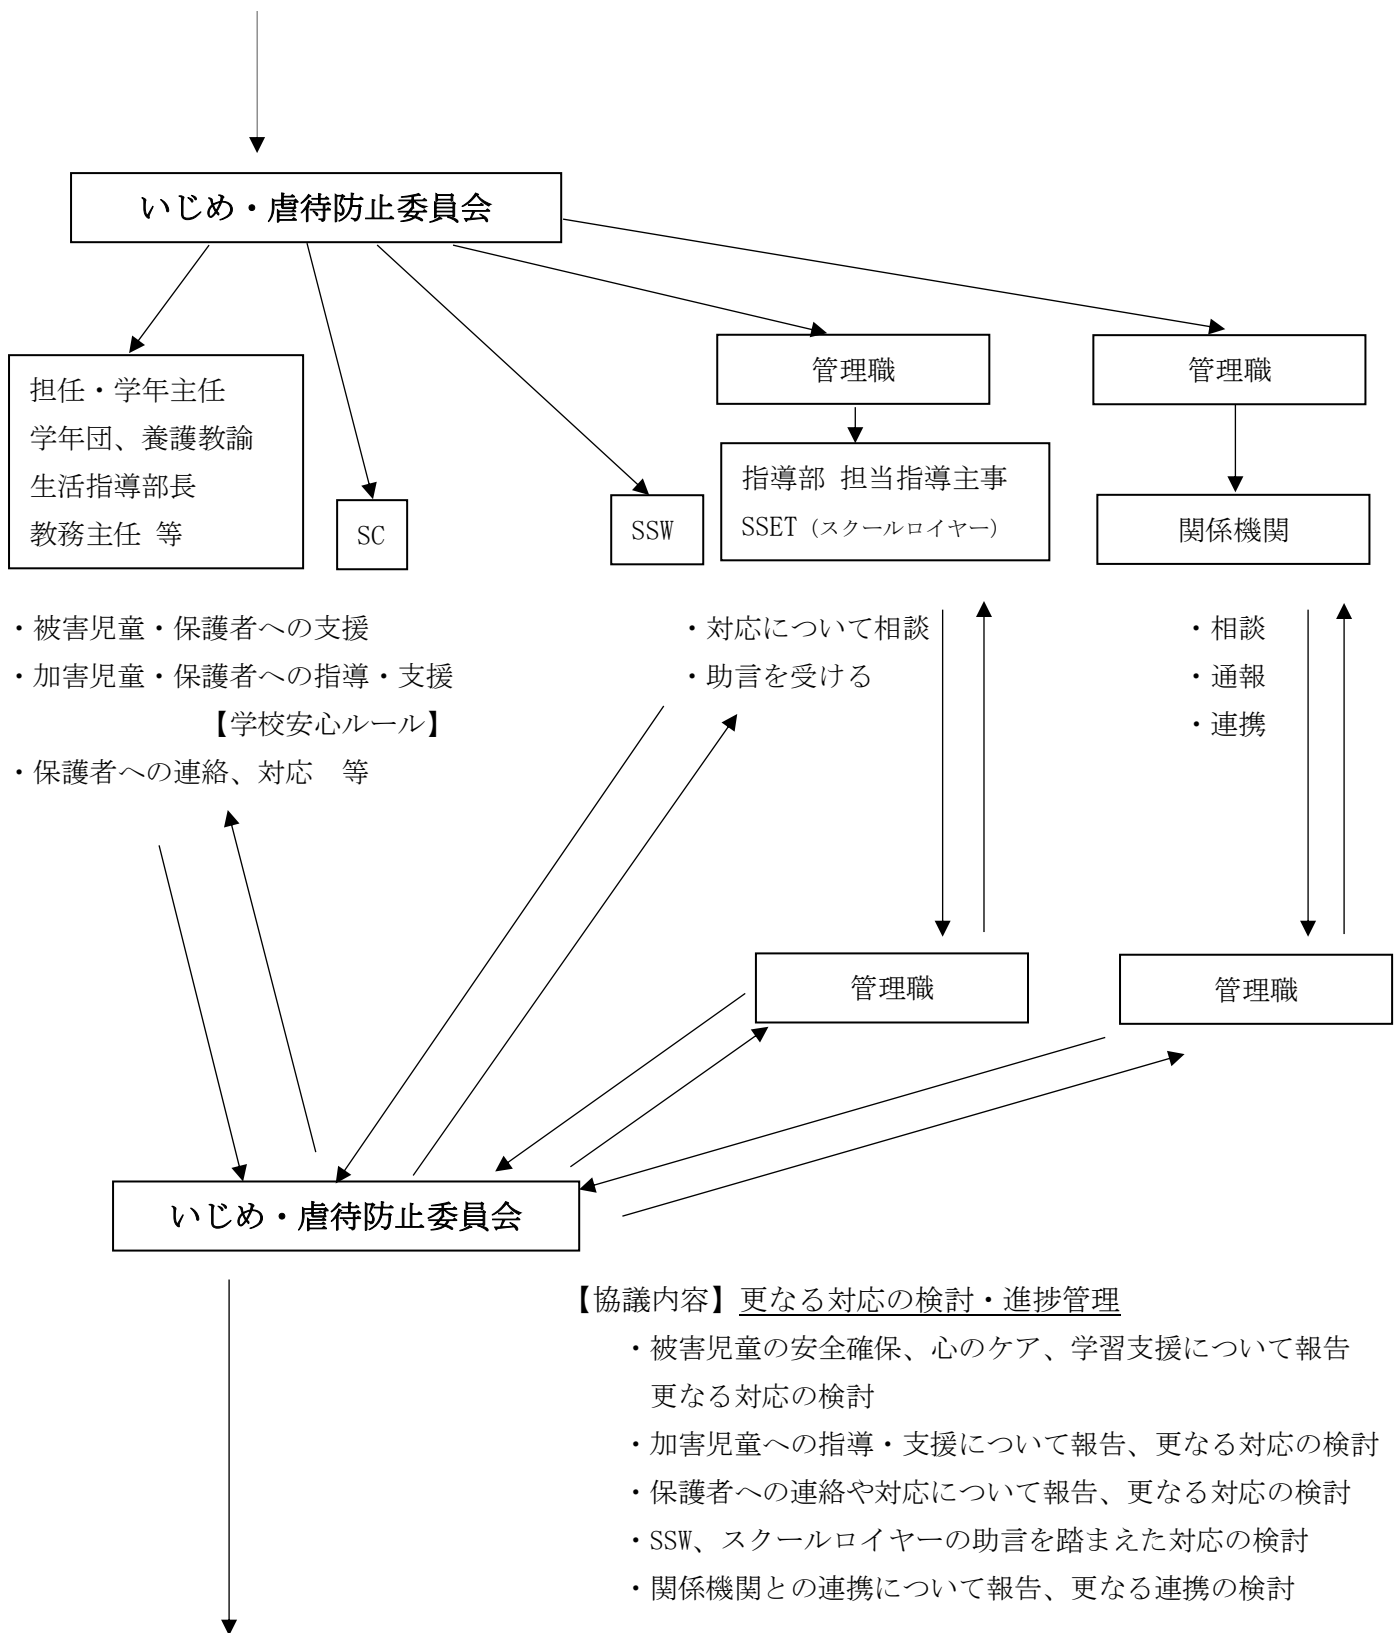 いじめ・虐待防止委員会
担任・学年主任
学年団、養護教諭
生活指導部長
教務主任 等
SC
SSW
管理職
指導部 担当指導主事
SSET（スクールロイヤー）
管理職
関係機関
・被害児童・保護者への支援
・加害児童・保護者への指導・支援
【学校安心ルール】
・保護者への連絡、対応　等
・対応について相談
・助言を受ける
・相談
・通報
・連携
管理職
管理職
いじめ・虐待防止委員会
【協議内容】更なる対応の検討・進捗管理
・被害児童の安全確保、心のケア、学習支援について報告
更なる対応の検討
・加害児童への指導・支援について報告、更なる対応の検討
・保護者への連絡や対応について報告、更なる対応の検討
・SSW、スクールロイヤーの助言を踏まえた対応の検討
・関係機関との連携について報告、更なる連携の検討